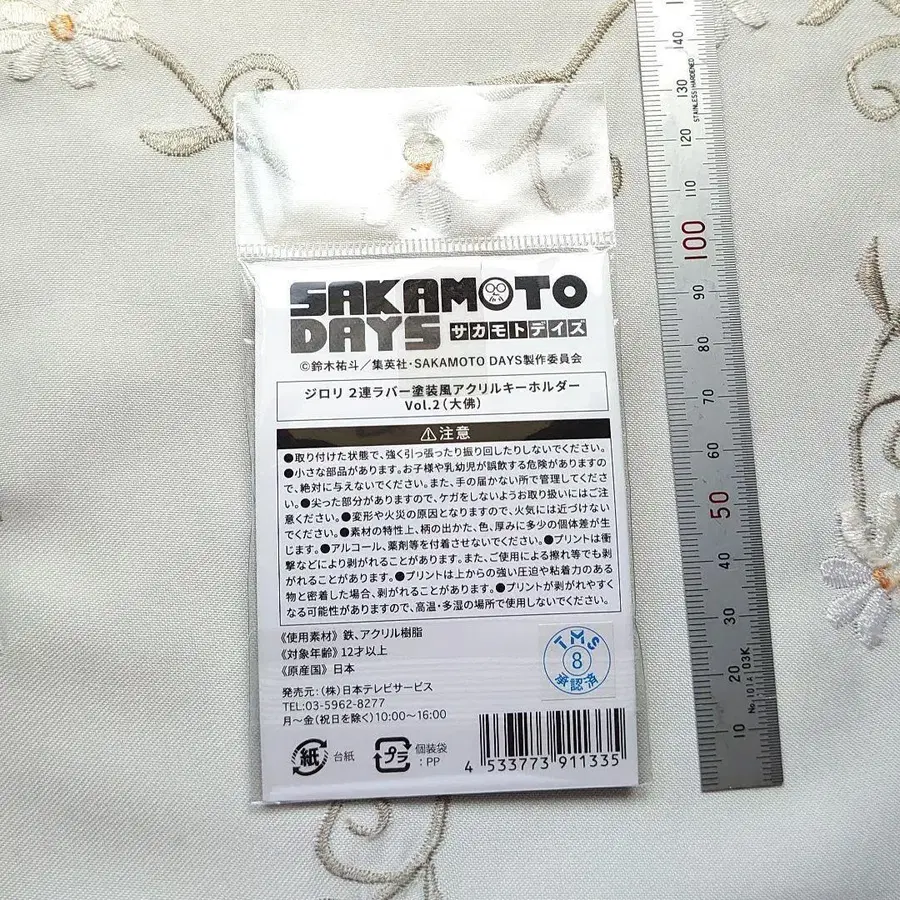 SAKAMOTO
DAYS サカモトデイズ
©鈴木祐斗／集英社・SAKAMOTO DAYS製作委員会
ジロリ 2連ラバー塗装風アクリルキーホルダー
Vol.2（大佛）
⚠注意
●取り付けた状態で、強く引っ張ったり振り回したりしないでください。
●小さな部品があります。お子様や乳幼児が誤飲する危険がありますの
で、絶対に与えないでください。また、手の届かない所で管理してくださ
い。●尖った部分がありますので、ケガをしないようお取り扱いにはご注
意ください。●変形や火災の原因となりますので、火気には近づけない
でください。●素材の特性上、柄の出かた、色、厚みに多少の個体差が生
じます。●アルコール、薬剤等を付着させないでください。●プリントは衝
撃などにより剥がれることがあります。また、ご使用による擦れ等でも剥
がれることがあります。●プリントは上からの強い圧迫や粘着力のある
物と密着した場合、剥がれることがあります。●プリントが剥がれやすく
なる可能性がありますので、高温・多湿の場所で使用しないでください。
《使用素材》 鉄、アクリル樹脂
《対象年齢》 12才以上
《原産国》 日本
発売元：（株）日本テレビサービス
TEL:03-5962-8277
月～金（祝日を除く）10:00～16:00
TMS
8
承認済
紙 台紙
プラ 個装袋
：PP
4 533773 911335
140
130
STAINLESS HARDENED
120
110
100
90
80
70
60
50
40
30
20
10
No.101A 03K